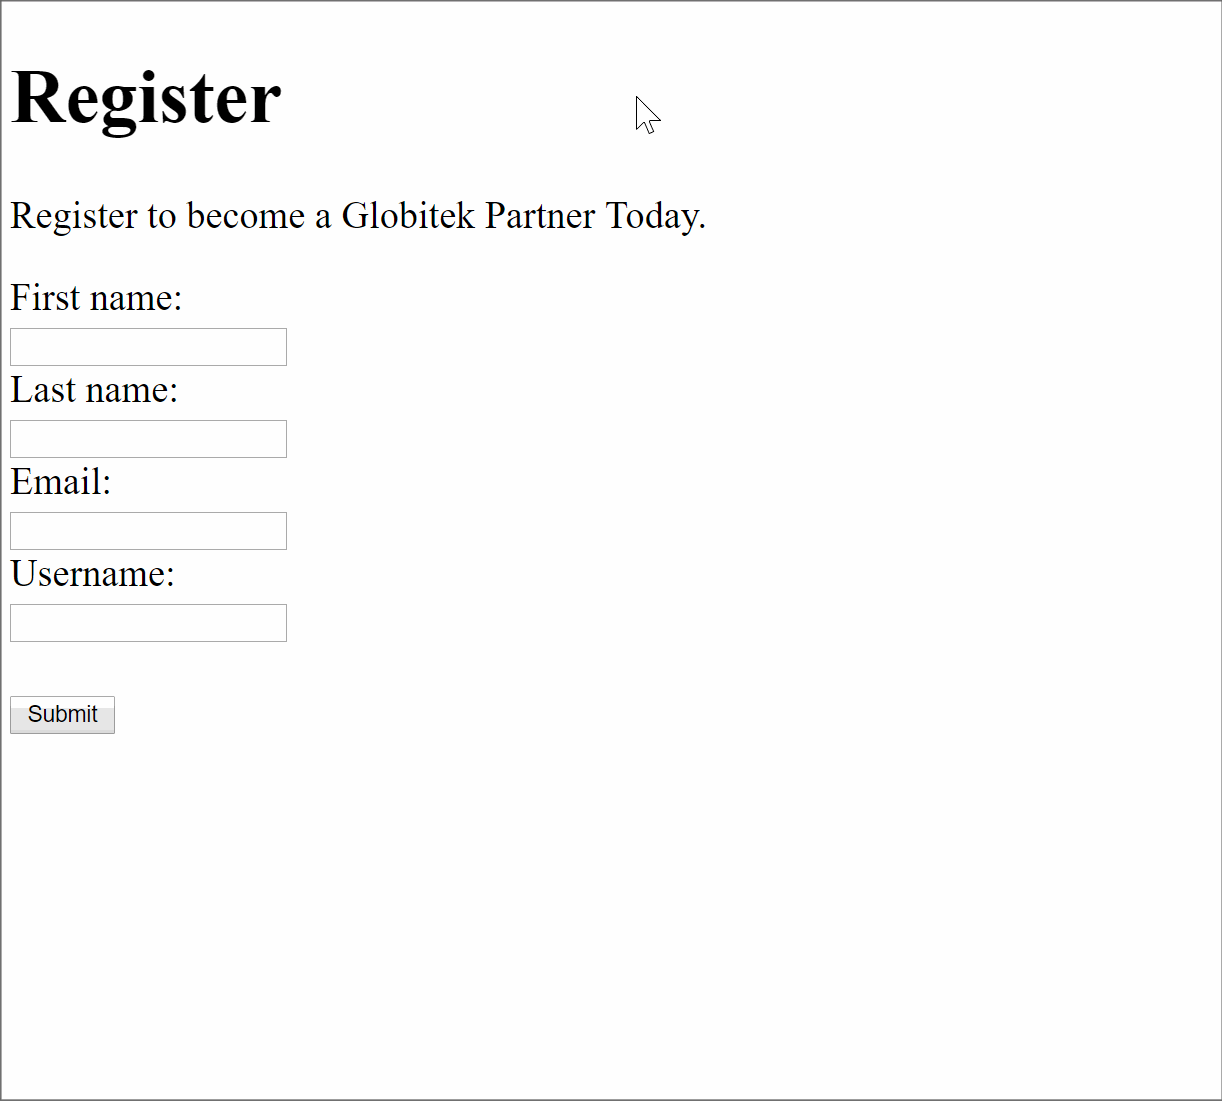 Register
Register to become a Globitek Partner Today.
First name:
Last name:
Email:
Username:
Submit